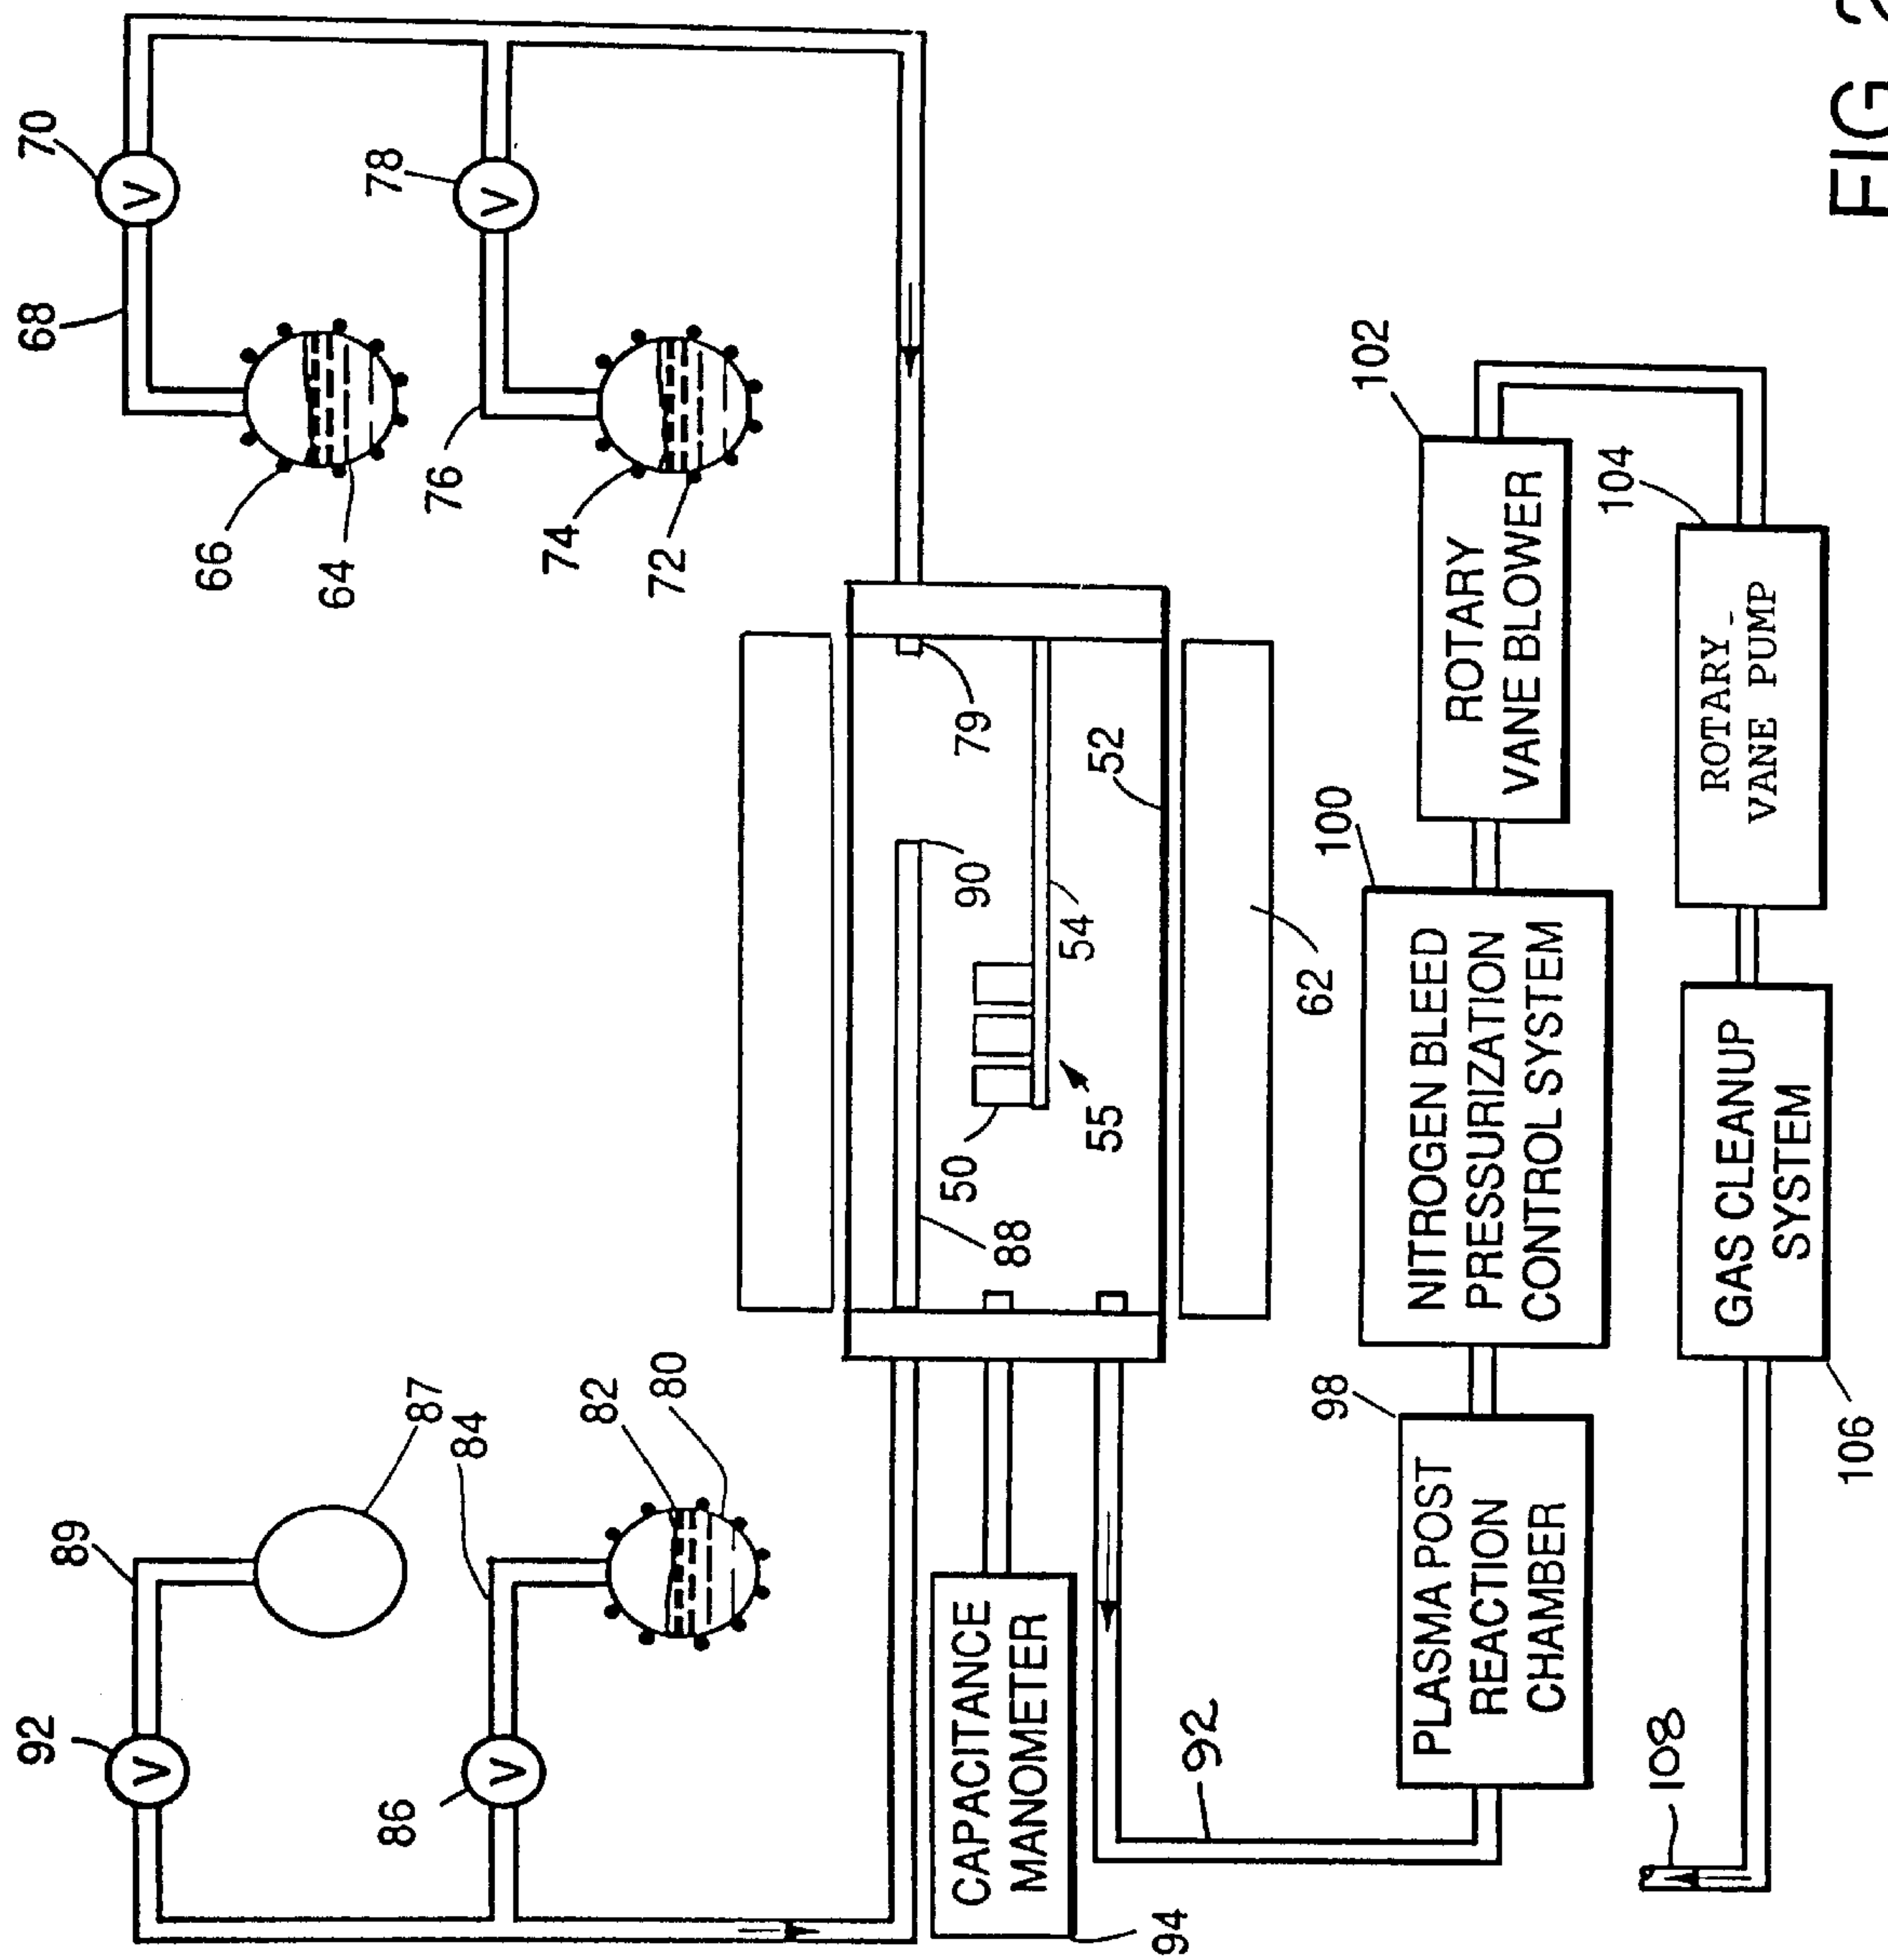 92
89
87
84
86
82
80
68
70
66
64
76
78
74
72
CAPACITANCE
MANOMETER
94
88
50
55
90
54
79
52
62
92
PLASMA POST
REACTION
CHAMBER
98
NITROGEN BLEED
PRESSURIZATION
CONTROL SYSTEM
100
ROTARY
VANE BLOWER
102
ROTARY
VANE PUMP
104
GAS CLEANUP
SYSTEM
106
108
V
V
V
V
FIG. 2